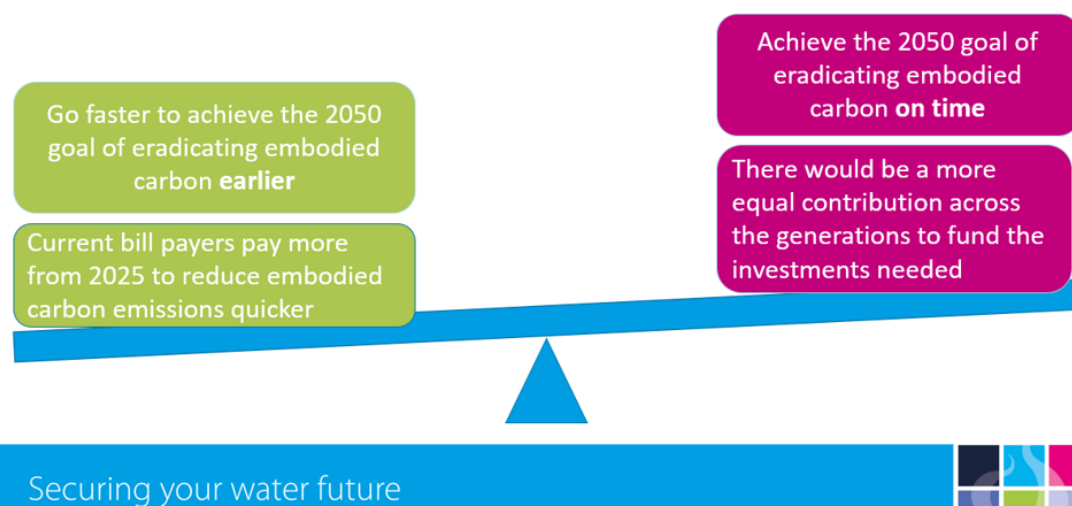 Go faster to achieve the 2050
goal of eradicating embodied
carbon earlier
Current bill payers pay more
from 2025 to reduce embodied
carbon emissions quicker
Achieve the 2050 goal of
eradicating embodied
carbon on time
There would be a more
equal contribution across
the generations to fund the
investments needed
Securing your water future